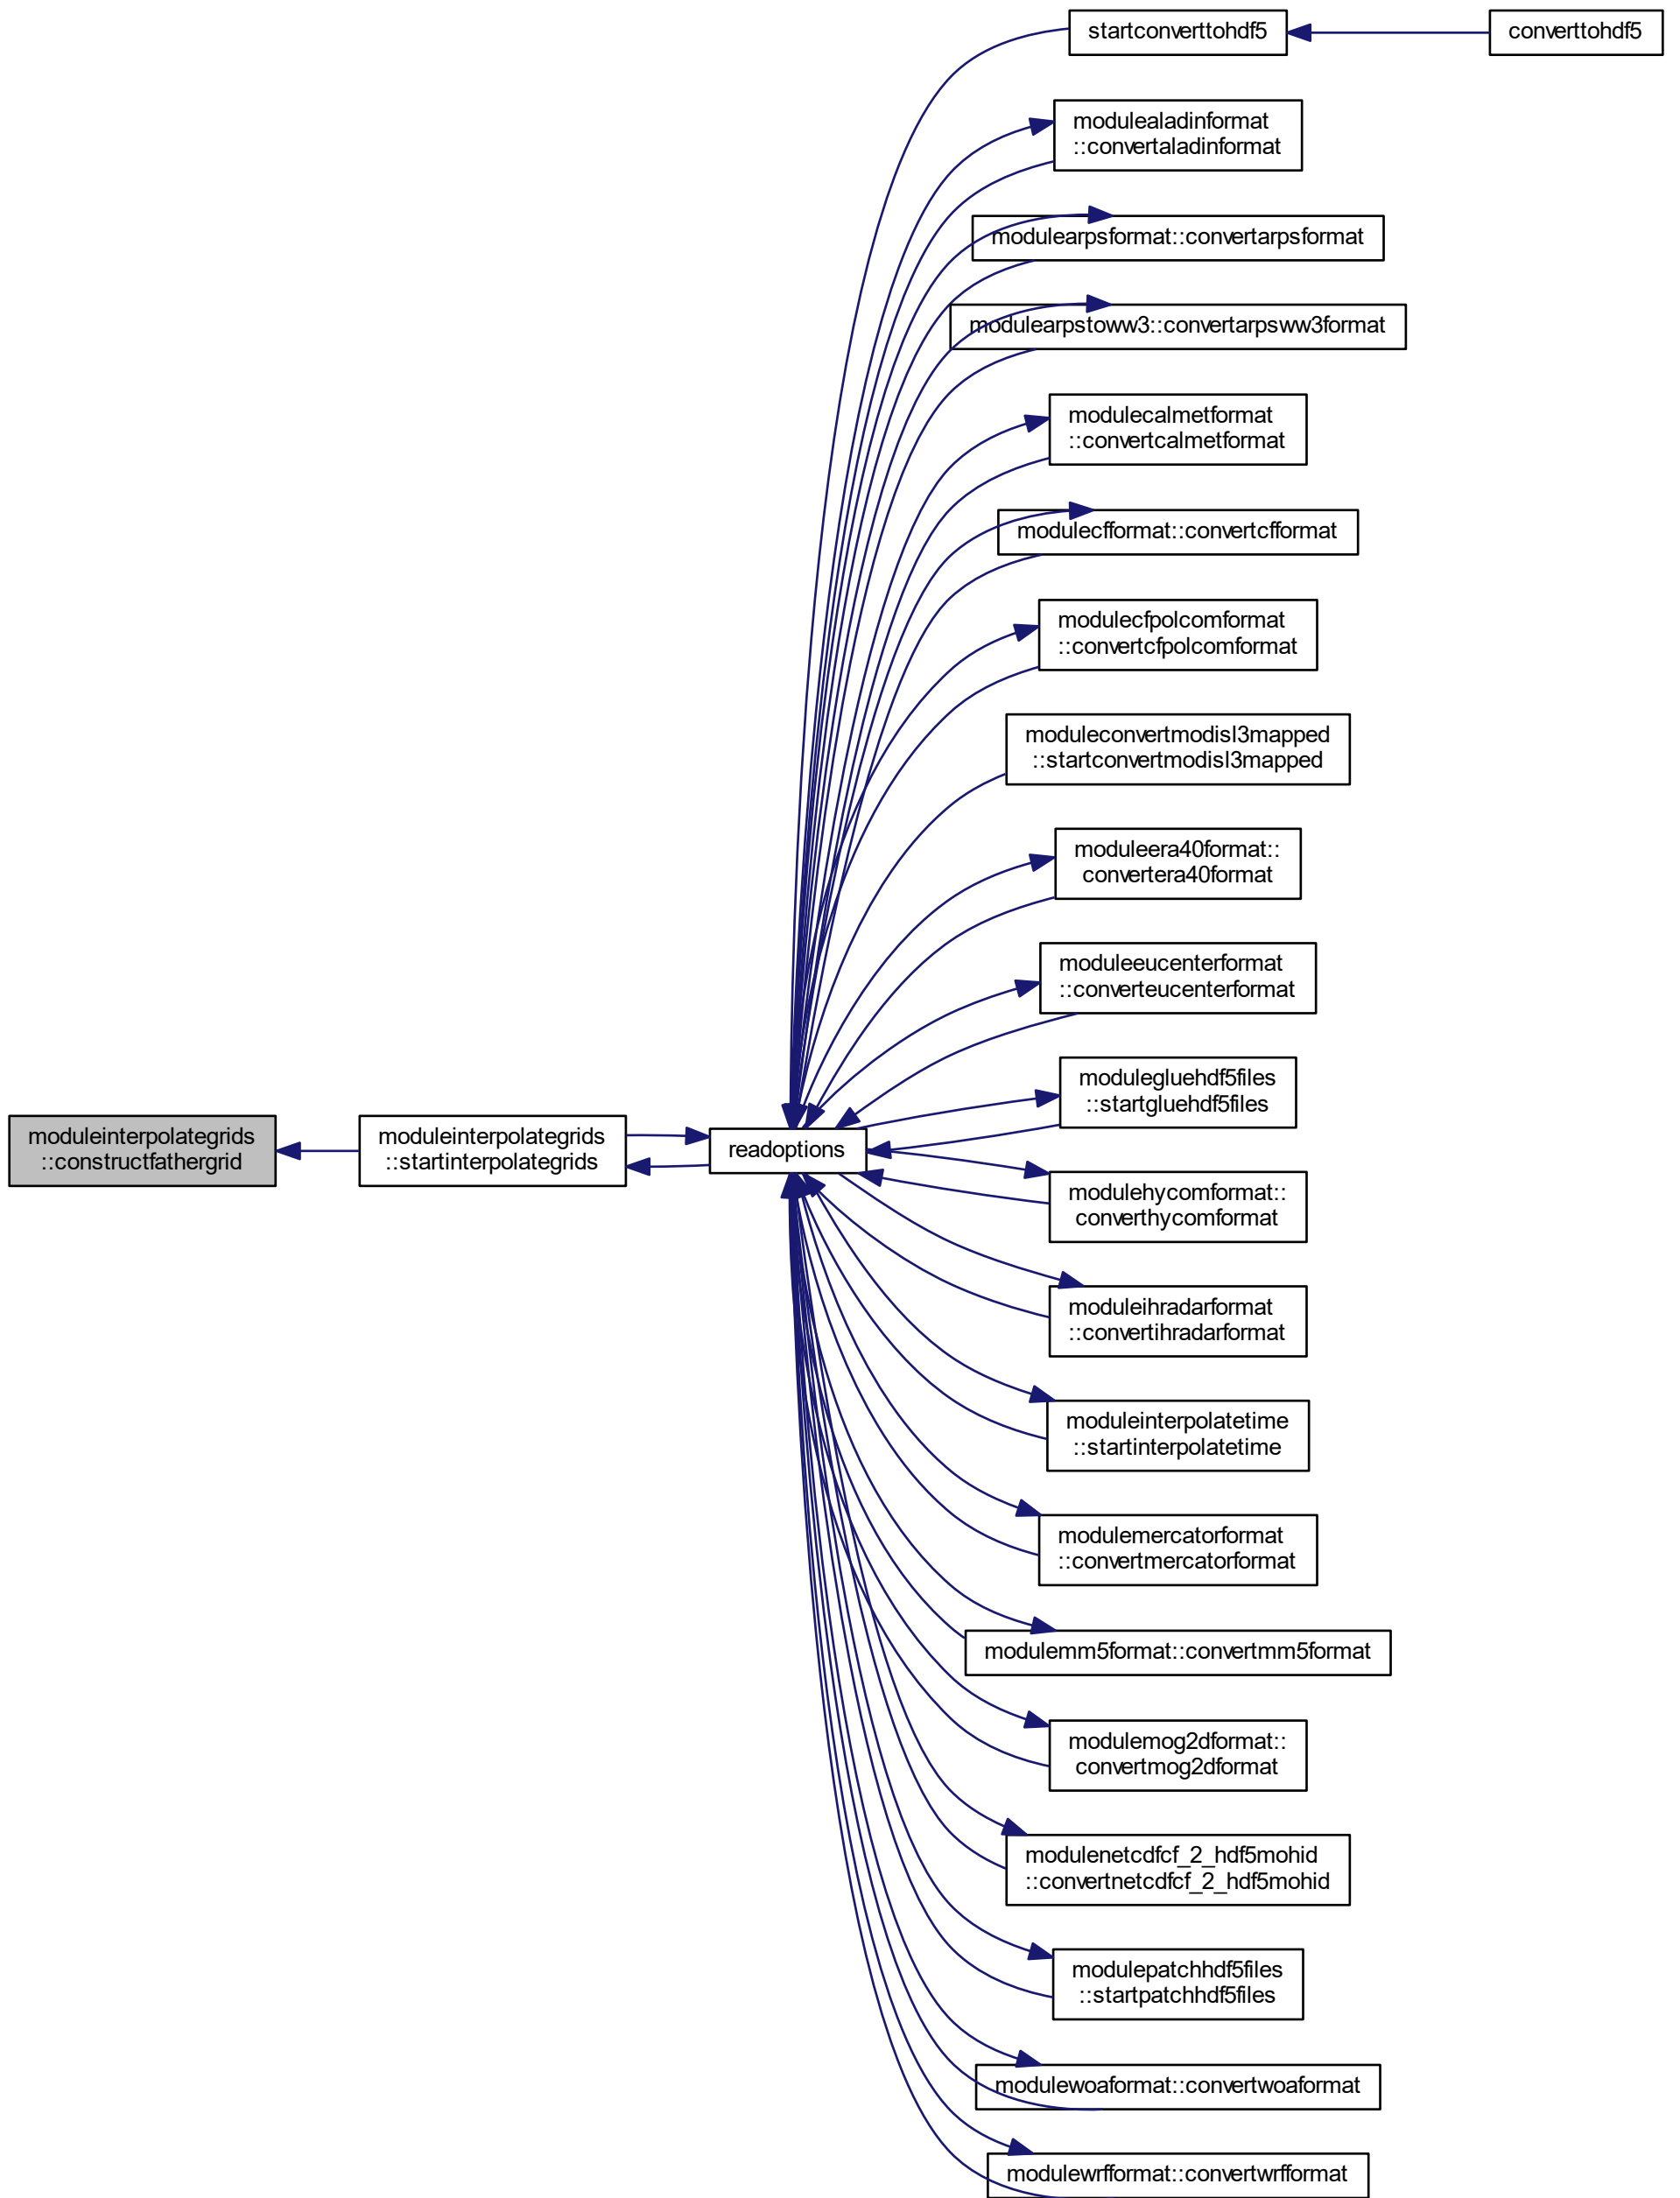 startconverttohdf5
converttohdf5
modulealadinformat
::convertaladinformat
modulearpsformat::convertarpsformat
modulearpstoww3::convertarpsww3format
modulecalmetformat
::convertcalmetformat
modulecfformat::convertcfformat
modulecfpolcomformat
::convertcfpolcomformat
moduleconvertmodisl3mapped
::startconvertmodisl3mapped
moduleera40format::
convertera40format
moduleeucenterformat
::converteucenterformat
modulegluehdf5files
::startgluehdf5files
moduleinterpolategrids
::constructfathergrid
moduleinterpolategrids
::startinterpolategrids
readoptions
modulehycomformat::
converthycomformat
moduleihradarformat
::convertihradarformat
moduleinterpolatetime
::startinterpolatetime
modulemercatorformat
::convertmercatorformat
modulemm5format::convertmm5format
modulemog2dformat::
convertmog2dformat
modulenetcdfcf_2_hdf5mohid
::convertnetcdfcf_2_hdf5mohid
modulepatchhdf5files
::startpatchhdf5files
modulewoaformat::convertwoaformat
modulewrfformat::convertwrfformat